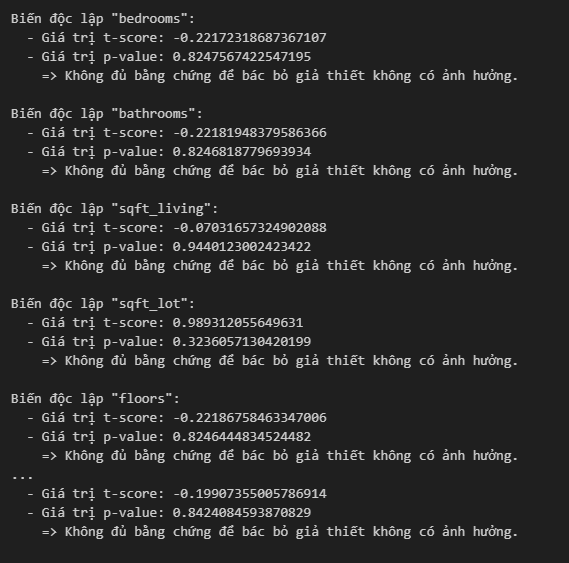 Biến độc lập "bedrooms":
- Giá trị t-score: -0.22172318687367107
- Giá trị p-value: 0.8247567422547195
=> Không đủ bằng chứng để bác bỏ giả thiết không có ảnh hưởng.
Biến độc lập "bathrooms":
- Giá trị t-score: -0.22181948379586366
- Giá trị p-value: 0.8246818779693934
=> Không đủ bằng chứng để bác bỏ giả thiết không có ảnh hưởng.
Biến độc lập "sqft_living":
- Giá trị t-score: -0.07031657324902088
- Giá trị p-value: 0.9440123002423422
=> Không đủ bằng chứng để bác bỏ giả thiết không có ảnh hưởng.
Biến độc lập "sqft_lot":
- Giá trị t-score: 0.989312055649631
- Giá trị p-value: 0.3236057130420199
=> Không đủ bằng chứng để bác bỏ giả thiết không có ảnh hưởng.
Biến độc lập "floors":
- Giá trị t-score: -0.22186758463347006
- Giá trị p-value: 0.8246444834524482
=> Không đủ bằng chứng để bác bỏ giả thiết không có ảnh hưởng.
...
- Giá trị t-score: -0.19907355005786914
- Giá trị p-value: 0.8424084593870829
=> Không đủ bằng chứng để bác bỏ giả thiết không có ảnh hưởng.